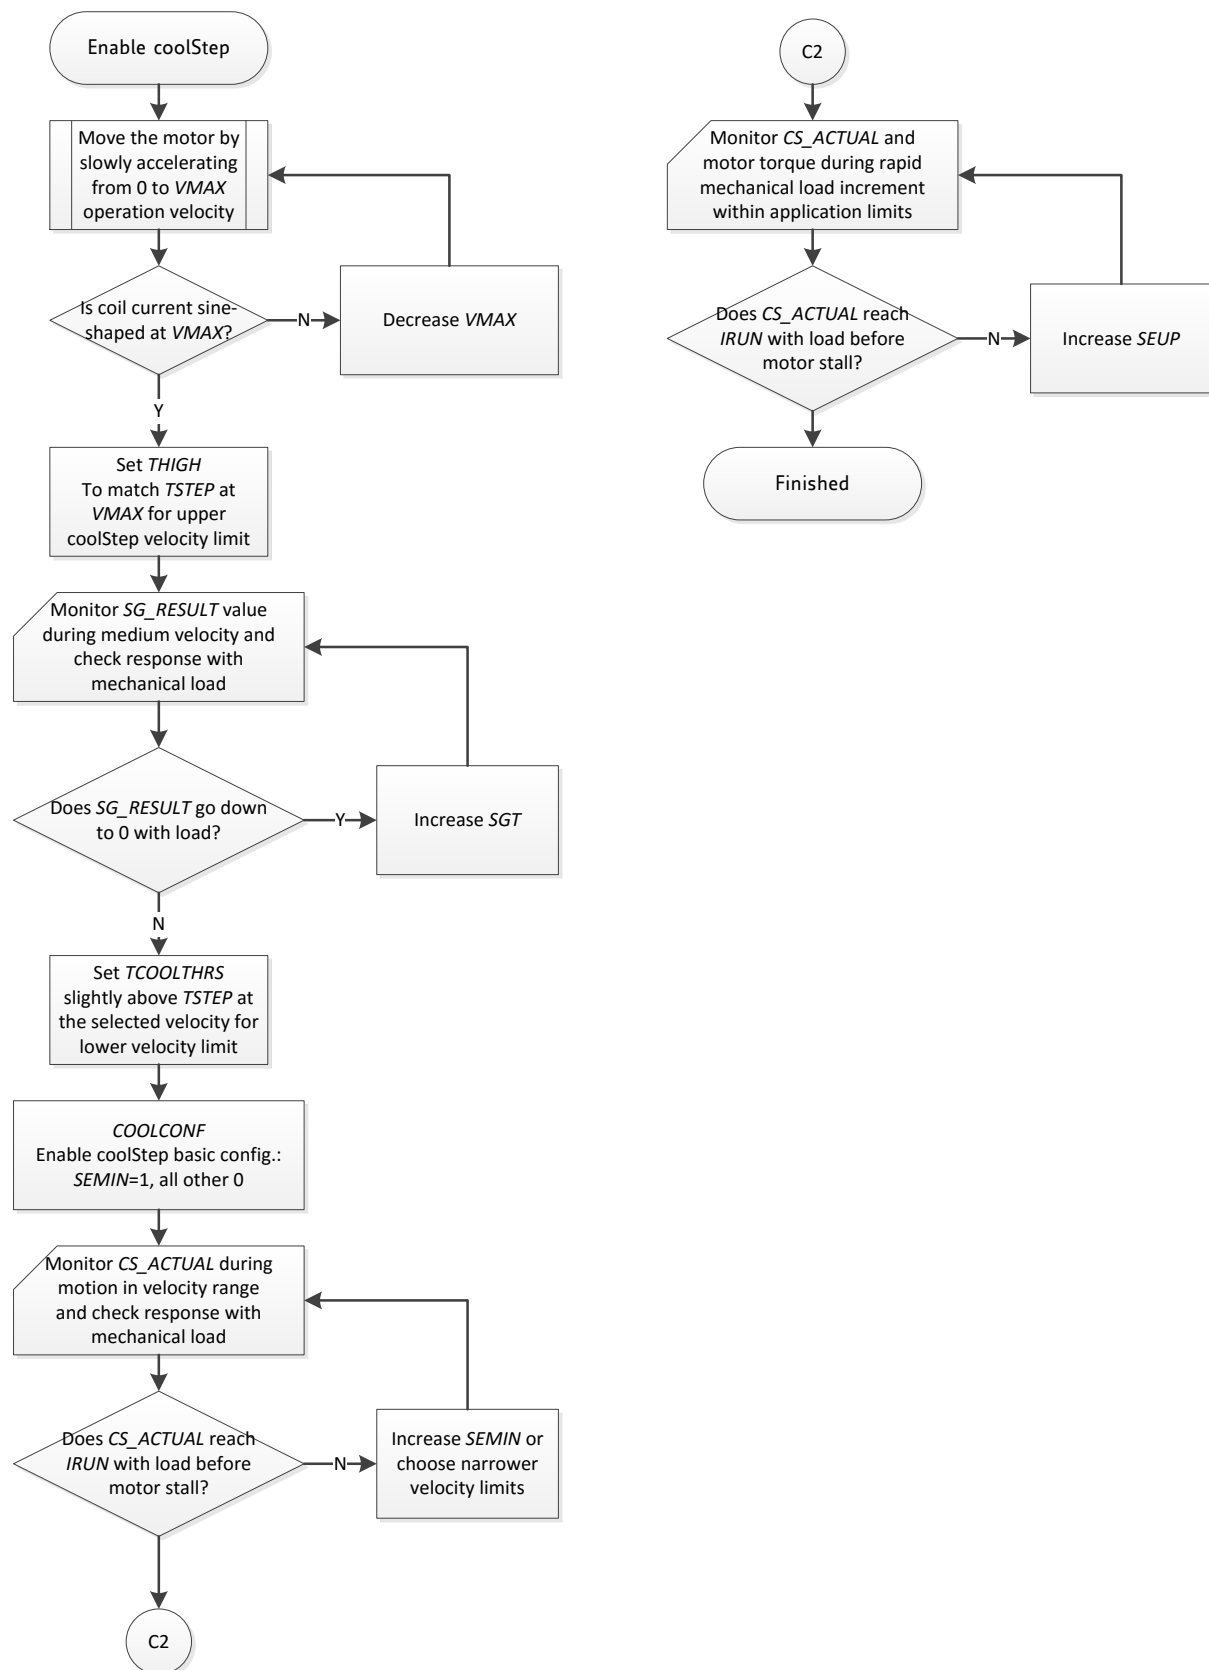 Enable coolStep
Move the motor by
slowly accelerating
from 0 to VMAX
operation velocity
Is coil current sine-
shaped at VMAX?
N
Decrease VMAX
Y
Set THIGH
To match TSTEP at
VMAX for upper
coolStep velocity limit
Monitor SG_RESULT value
during medium velocity and
check response with
mechanical load
Does SG_RESULT go down
to 0 with load?
Y
Increase SGT
N
Set TCOOLTHRS
slightly above TSTEP at
the selected velocity for
lower velocity limit
COOLCONF
Enable coolStep basic config.:
SEMIN=1, all other 0
Monitor CS_ACTUAL during
motion in velocity range
and check response with
mechanical load
Does CS_ACTUAL reach
IRUN with load before
motor stall?
N
Increase SEMIN or
choose narrower
velocity limits
C2
C2
Monitor CS_ACTUAL and
motor torque during rapid
mechanical load increment
within application limits
Does CS_ACTUAL reach
IRUN with load before
motor stall?
N
Increase SEUP
Finished